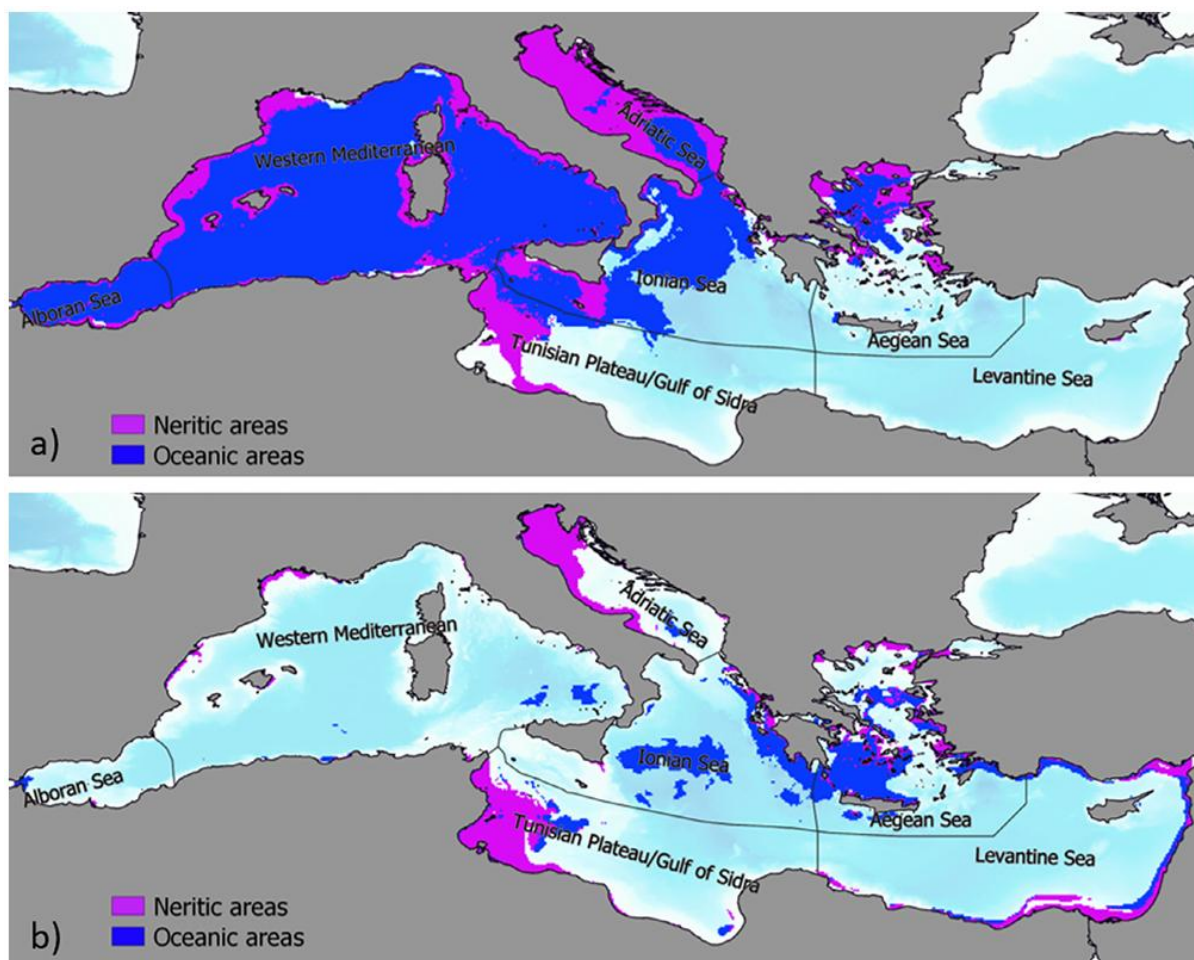 Adriatic Sea
Western Mediterranean
Ionian Sea
Alboran Sea
Aegean Sea
Tunisian Plateau/Gulf of Sidra
Levantine Sea
Neritic areas
a)
Oceanic areas
Adriatic Sea
Western Mediterranean
Ionian Sea
Alboran Sea
Aegean Sea
Tunisian Plateau/Gulf of Sidra
Levantine Sea
Neritic areas
b)
Oceanic areas